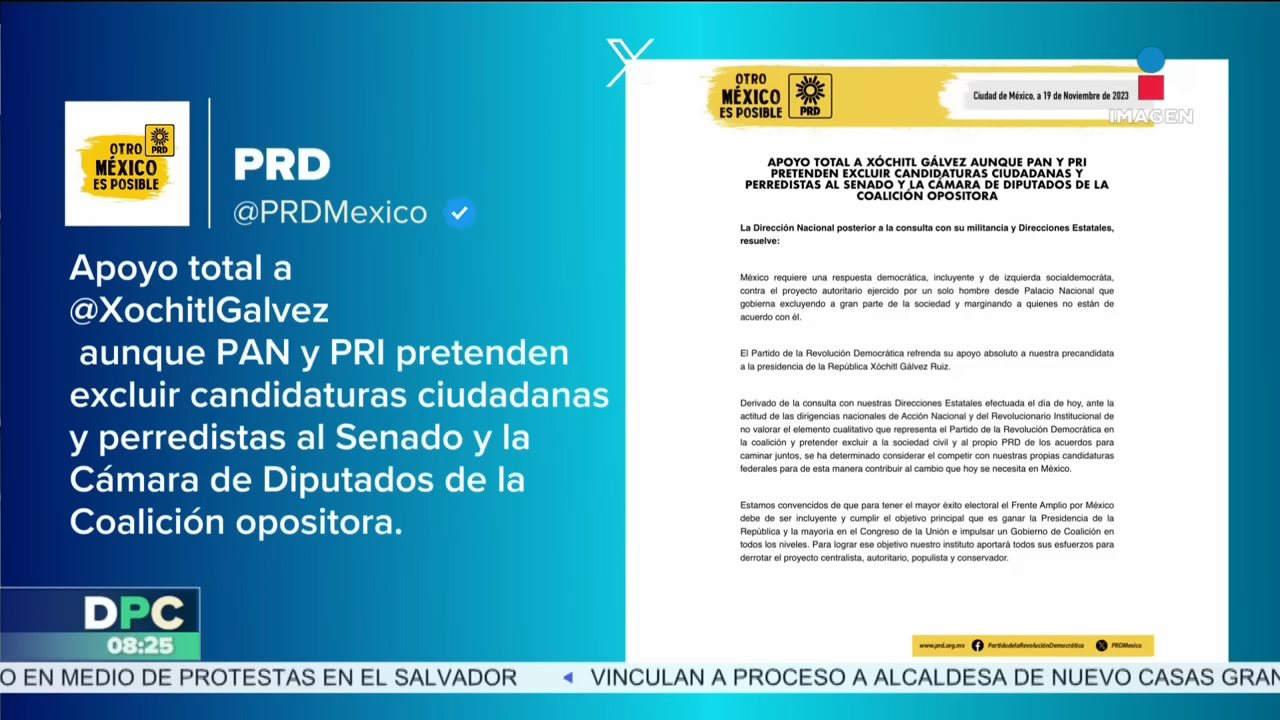 OTRO
MÉXICO
ES POSIBLE
PRD
PRD
@PRDMexico
Apoyo total a
@XochitlGalvez
aunque PAN y PRI pretenden
excluir candidaturas ciudadanas
y perredistas al Senado y la
Cámara de Diputados de la
Coalición opositora.
OTRO
MÉXICO
ES POSIBLE
PRD
Ciudad de México, a 19 de Noviembre de 2023
IMAGEN
APOYO TOTAL A XÓCHITL GÁLVEZ AUNQUE PAN Y PRI
PRETENDEN EXCLUIR CANDIDATURAS CIUDADANAS Y
PERREDISTAS AL SENADO Y LA CÁMARA DE DIPUTADOS DE LA
COALICIÓN OPOSITORA
La Dirección Nacional posterior a la consulta con su militancia y Direcciones Estatales,
resuelve:
México requiere una respuesta democrática, incluyente y de izquierda socialdemocráta,
contra el proyecto autoritario ejercido por un solo hombre desde Palacio Nacional que
gobierna excluyendo a gran parte de la sociedad y marginando a quienes no están de
acuerdo con él.
El Partido de la Revolución Democrática refrenda su apoyo absoluto a nuestra precandidata
a la presidencia de la República Xóchitl Gálvez Ruiz.
Derivado de la consulta con nuestras Direcciones Estatales efectuada el día de hoy, ante la
actitud de las dirigencias nacionales de Acción Nacional y del Revolucionario Institucional de
no valorar el elemento cualitativo que representa el Partido de la Revolución Democrática en
la coalición y pretender excluir a la sociedad civil y al propio PRD de los acuerdos para
caminar juntos, se ha determinado considerar el competir con nuestras propias candidaturas
federales para de esta manera contribuir al cambio que hoy se necesita en México.
Estamos convencidos de que para tener el mayor éxito electoral el Frente Amplio por México
debe de ser incluyente y cumplir el objetivo principal que es ganar la Presidencia de la
República y la mayoría en el Congreso de la Unión e impulsar un Gobierno de Coalición en
todos los niveles. Para lograr ese objetivo nuestro instituto aportará todos sus esfuerzos para
derrotar el proyecto centralista, autoritario, populista y conservador.
www.prd.org.mx PartidodelaRevoluciónDemocrática PRDMexico
DPC
08:25
O EN MEDIO DE PROTESTAS EN EL SALVADOR VINCULAN A PROCESO A ALCALDESA DE NUEVO CASAS GRAN